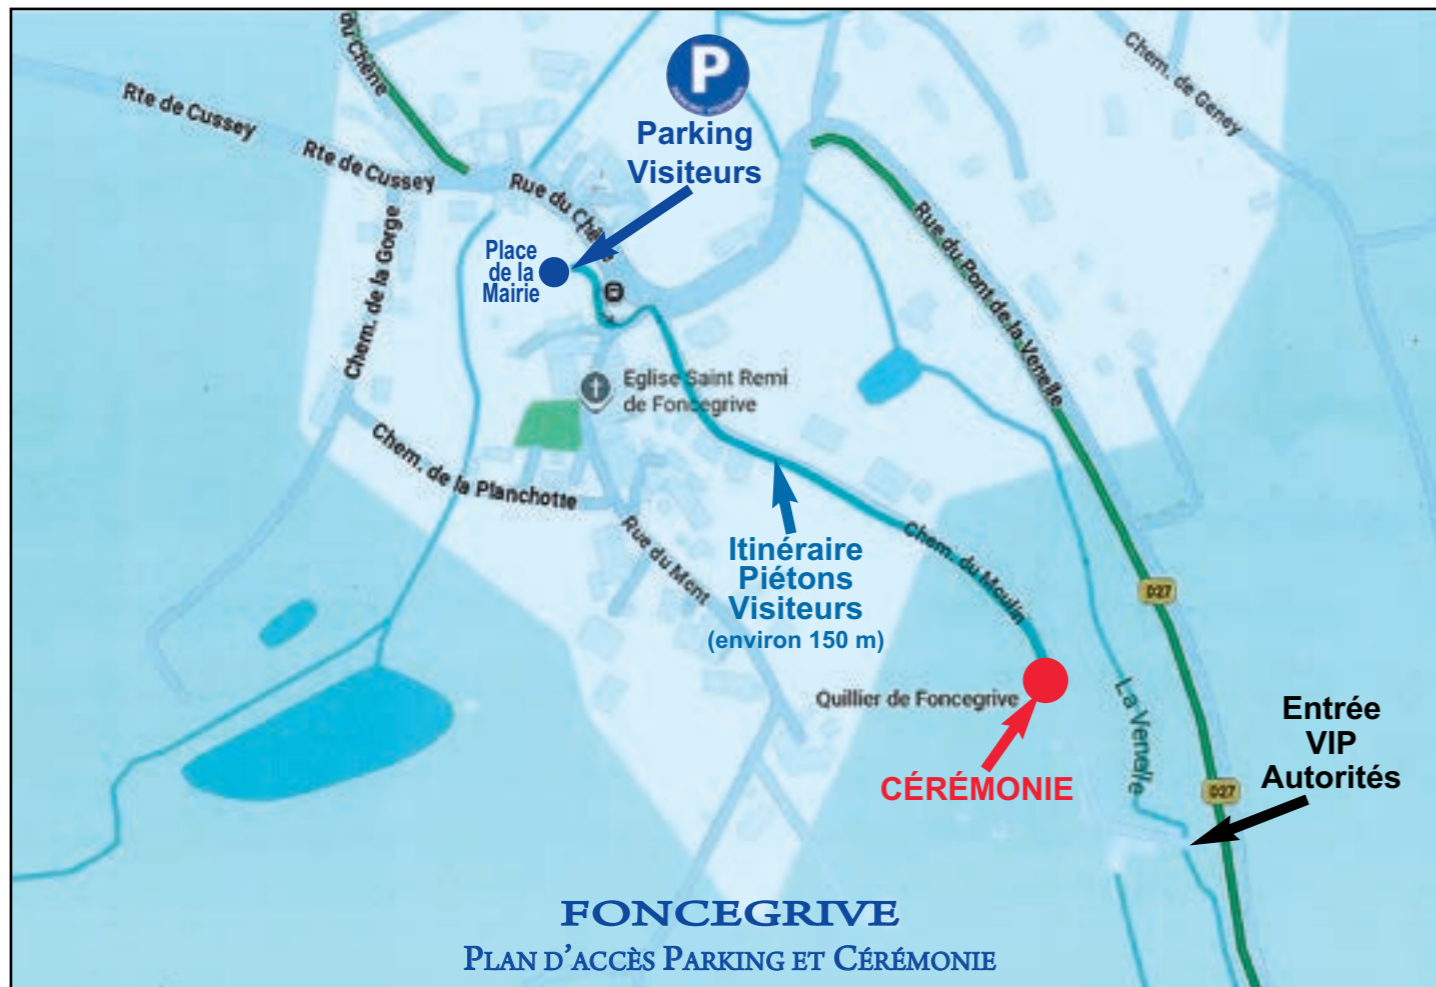 du Chêne
Rte de Cussey
Rte de Cussey
P
Parking
Visiteurs
Chem. de Geney
Rue du Chêne
Place
de la
Mairie
Chem. de la Gorge
Rue du Pont de la Venelle
Eglise Saint Remi
de Foncegrive
Chem. de la Planchotte
Rue du Mont
Itinéraire
Piétons
Visiteurs
(environ 150 m)
Chem. du Moulin
D27
Quillier de Foncegrive
La Venelle
CÉRÉMONIE
Entrée
VIP
Autorités
D27
FONCEGRIVE
PLAN D'ACCÈS PARKING ET CÉRÉMONIE